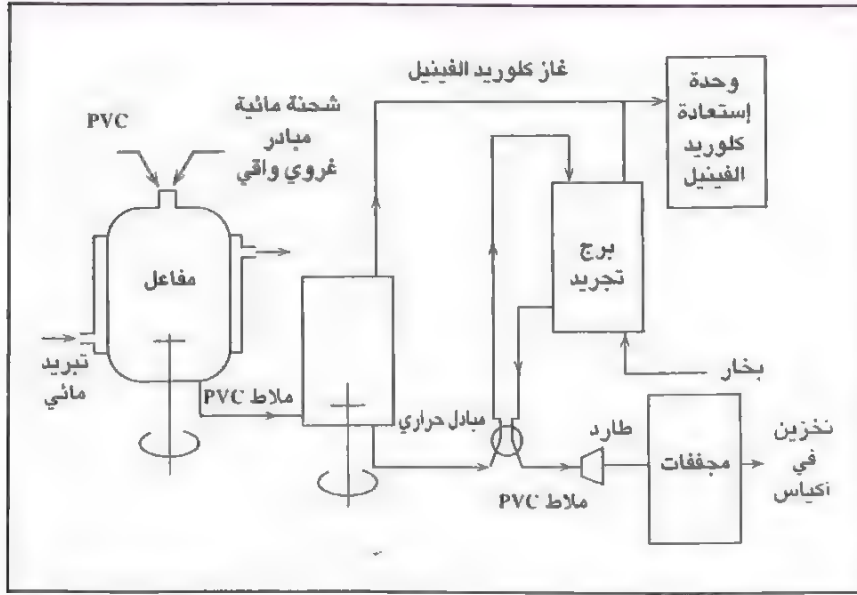 غاز كلوريد الفينيل
وحدة
إستعادة
كلوريد
الفينيل
شحنة مائية
مبادر
غروي واقي
PVC
برج
تجريد
مفاعل
تبريد
مائي
بخار
ملاط PVC
مبادل حراري
طارد
مجففات
تخزين
في
أكياس
ملاط PVC